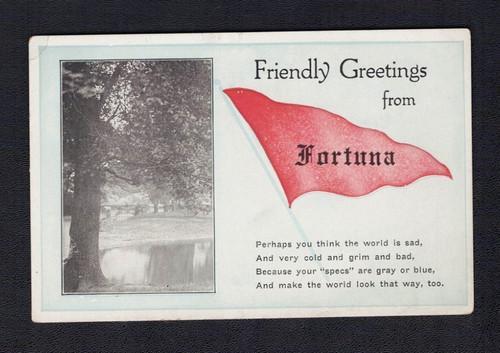 Friendly Greetings
from
Fortuna
Perhaps you think the world is sad,
And very cold and grim and bad,
Because your "specs" are gray or blue,
And make the world look that way, too.